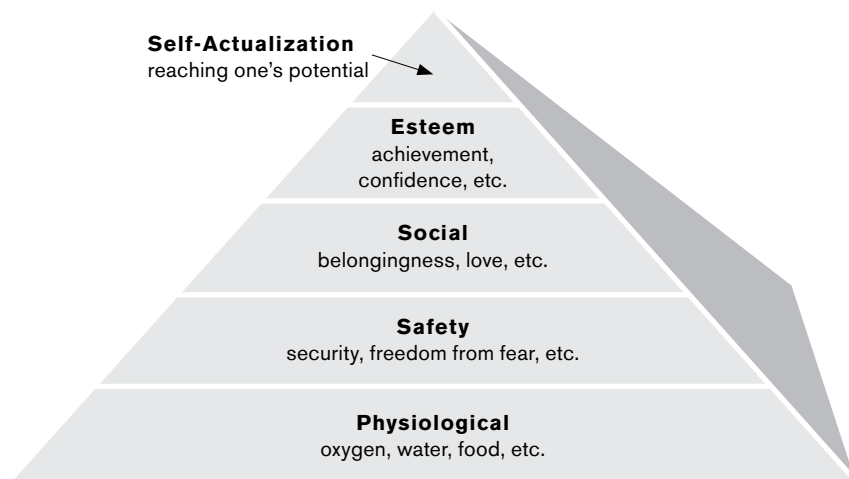 Self-Actualization
reaching one's potential
Esteem
achievement,
confidence, etc.
Social
belongingness, love, etc.
Safety
security, freedom from fear, etc.
Physiological
oxygen, water, food, etc.